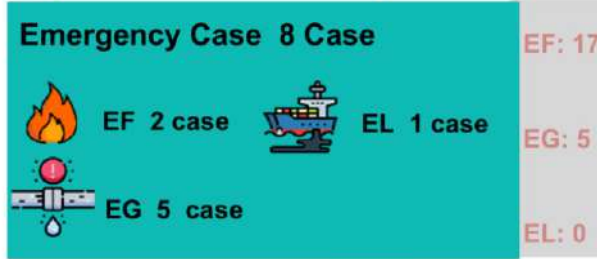 Emergency Case 8 Case
EF 2 case
EL 1 case
EG 5 case
EF: 17
EG: 5
EL: 0